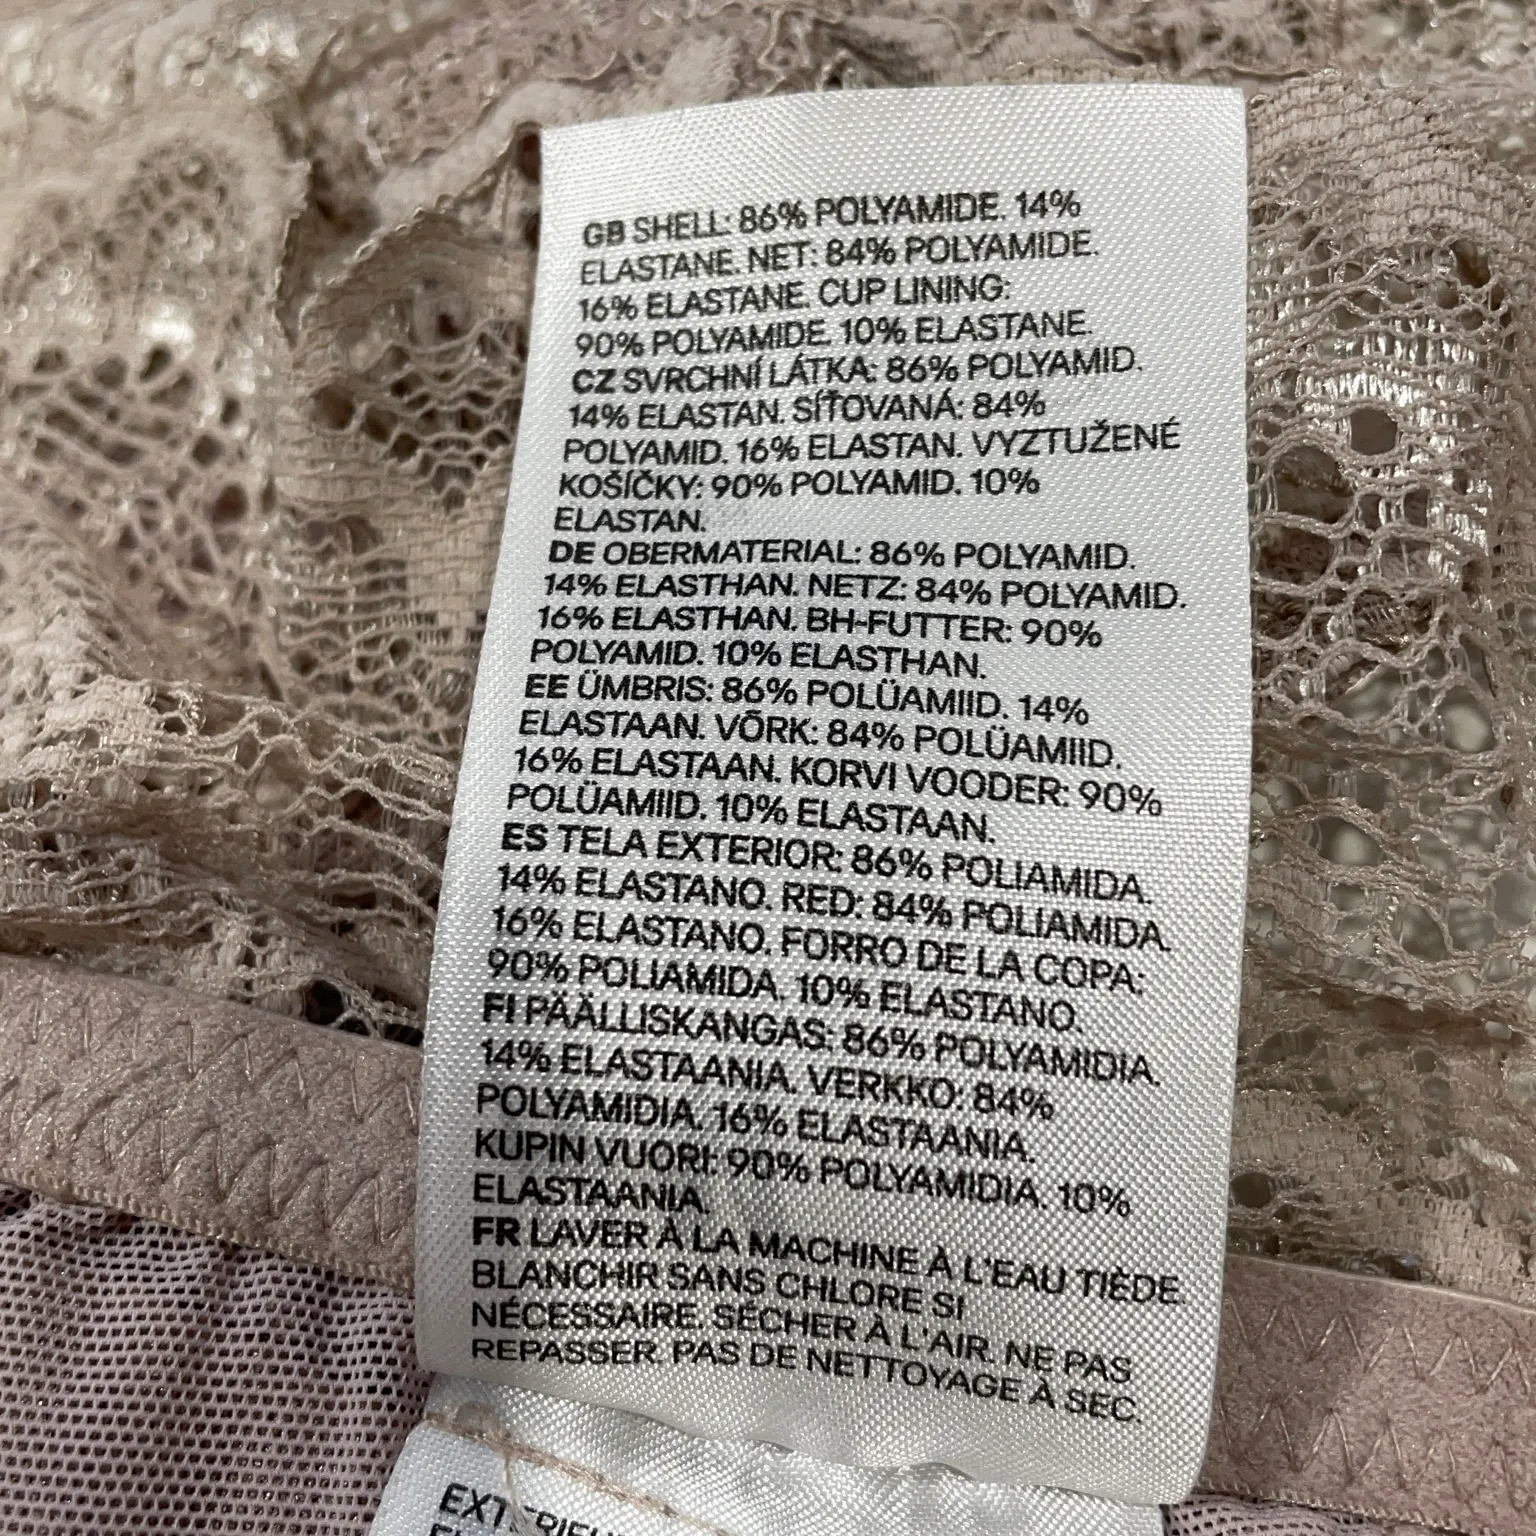 GB SHELL: 86% POLYAMIDE. 14%
ELASTANE. NET: 84% POLYAMIDE.
16% ELASTANE. CUP LINING:
90% POLYAMIDE. 10% ELASTANE.
CZ SVRCHNÍ LÁTKA: 86% POLYAMID.
14% ELASTAN. SÍŤOVANÁ: 84%
POLYAMID. 16% ELASTAN. VYZTUŽENÉ
KOŠÍČKY: 90% POLYAMID. 10%
ELASTAN.
DE OBERMATERIAL: 86% POLYAMID.
14% ELASTHAN. NETZ: 84% POLYAMID.
16% ELASTHAN. BH-FUTTER: 90%
POLYAMID. 10% ELASTHAN.
EE ÜMBRIS: 86% POLÜAMIID. 14%
ELASTAAN. VÕRK: 84% POLÜAMIID.
16% ELASTAAN. KORVI VOODER: 90%
POLÜAMIID. 10% ELASTAAN.
ES TELA EXTERIOR: 86% POLIAMIDA.
14% ELASTANO. RED: 84% POLIAMIDA.
16% ELASTANO. FORRO DE LA COPA:
90% POLIAMIDA. 10% ELASTANO.
FI PÄÄLLISKANGAS: 86% POLYAMIDIA.
14% ELASTAANIA. VERKKO: 84%
POLYAMIDIA. 16% ELASTAANIA.
KUPIN VUORI: 90% POLYAMIDIA. 10%
ELASTAANIA.
FR LAVER À LA MACHINE À L'EAU TIÈDE.
BLANCHIR SANS CHLORE SI
NÉCESSAIRE. SÉCHER À L'AIR. NE PAS
REPASSER. PAS DE NETTOYAGE À SEC.